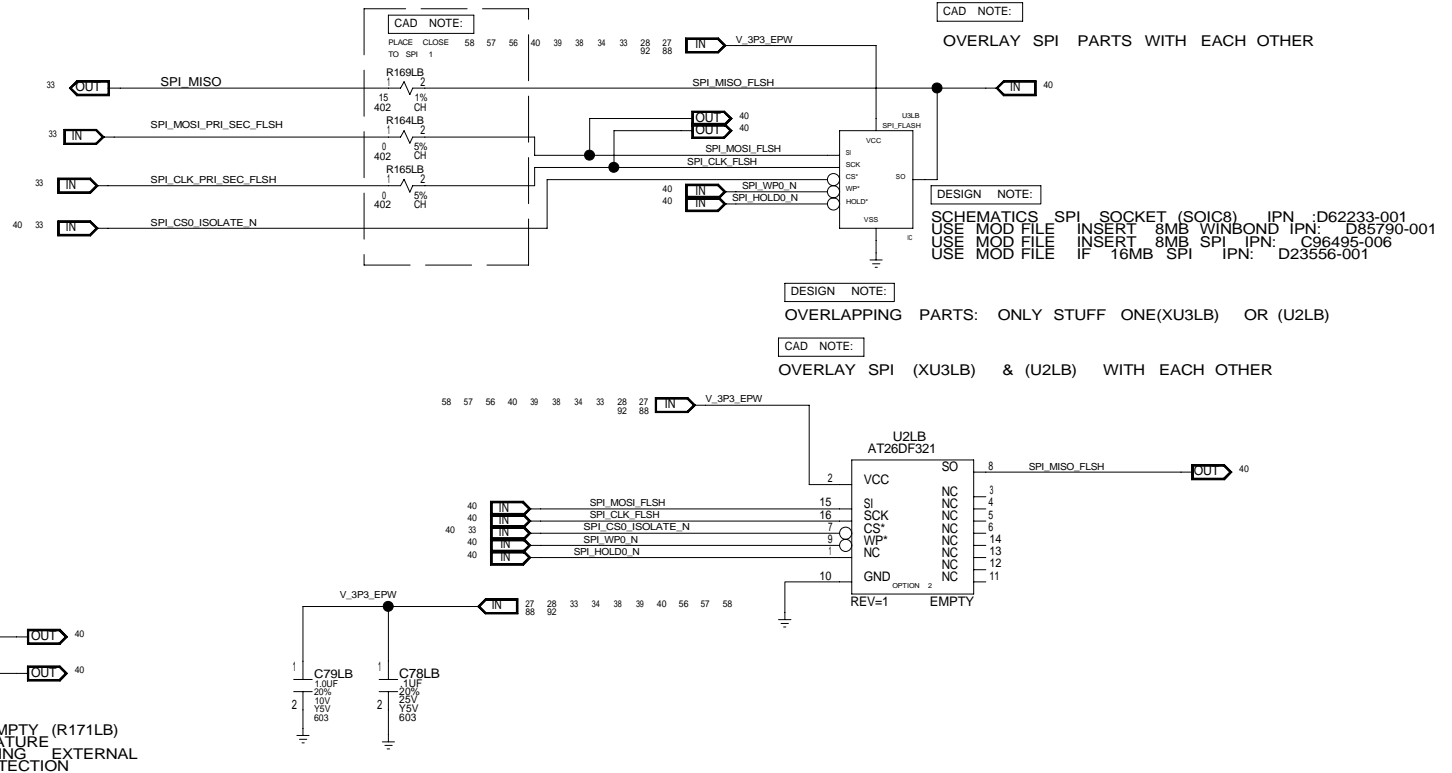 CAD NOTE:
PLACE CLOSE
TO SPI 1
58 57 56 40 39 38 34 33 28 27
92 88
IN
V_3P3_EPW
CAD NOTE:
OVERLAY SPI PARTS WITH EACH OTHER
33 OUT SPI_MISO
R169LB
1 2
15 1%
402 CH
SPI_MISO_FLSH
IN 40
33 IN SPI_MOSI_PRI_SEC_FLSH
R164LB
1 2
0 5%
402 CH
OUT 40
OUT 40
SPI_MOSI_FLSH
SPI_CLK_FLSH
33 IN SPI_CLK_PRI_SEC_FLSH
R165LB
1 2
0 5%
402 CH
40 33 IN SPI_CS0_ISOLATE_N
40 IN SPI_WP0_N
40 IN SPI_HOLD0_N
U3LB
SPI_FLASH
VCC
SI
SCK
CS*
WP*
HOLD*
SO
VSS
IC
DESIGN NOTE:
SCHEMATICS SPI SOCKET (SOIC8) IPN :D62233-001
USE MOD FILE INSERT 8MB WINBOND IPN: D85790-001
USE MOD FILE INSERT 8MB SPI IPN: C96495-006
USE MOD FILE IF 16MB SPI IPN: D23556-001
DESIGN NOTE:
OVERLAPPING PARTS: ONLY STUFF ONE(XU3LB) OR (U2LB)
CAD NOTE:
OVERLAY SPI (XU3LB) & (U2LB) WITH EACH OTHER
58 57 56 40 39 38 34 33 28 27
92 88
IN
V_3P3_EPW
U2LB
AT26DF321
2 VCC
SO 8 SPI_MISO_FLSH OUT 40
40 IN SPI_MOSI_FLSH 15 SI
40 IN SPI_CLK_FLSH 16 SCK
40 33 IN SPI_CS0_ISOLATE_N 7 CS*
40 IN SPI_WP0_N 9 WP*
40 IN SPI_HOLD0_N 1 NC
NC 3
NC 4
NC 5
NC 6
NC 14
NC 13
NC 12
NC 11
10 GND
OPTION 2
REV=1 EMPTY
V_3P3_EPW
IN
27 28 33 34 38 39 40 56 57 58
88 92
1 C79LB
1.0UF
20%
10V
2 Y5V
603
1 C78LB
.1UF
20%
25V
2 Y5V
603
OUT 40
OUT 40
MPTY (R171LB)
ATURE
ING EXTERNAL
TECTION